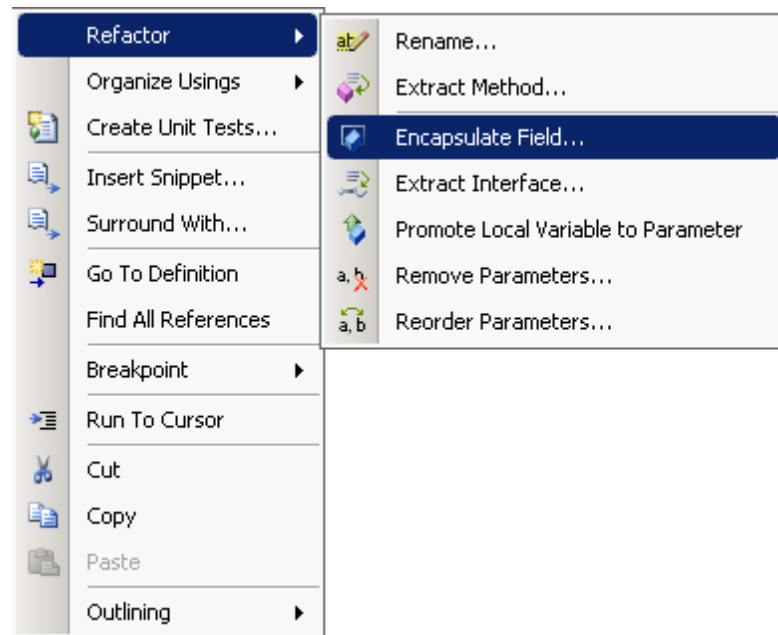 Refactor
Organize Usings
Create Unit Tests...
Insert Snippet...
Surround With...
Go To Definition
Find All References
Breakpoint
Run To Cursor
Cut
Copy
Paste
Outlining
ab
Rename...
Extract Method...
Encapsulate Field...
Extract Interface...
Promote Local Variable to Parameter
a, b
Remove Parameters...
a, b
Reorder Parameters...